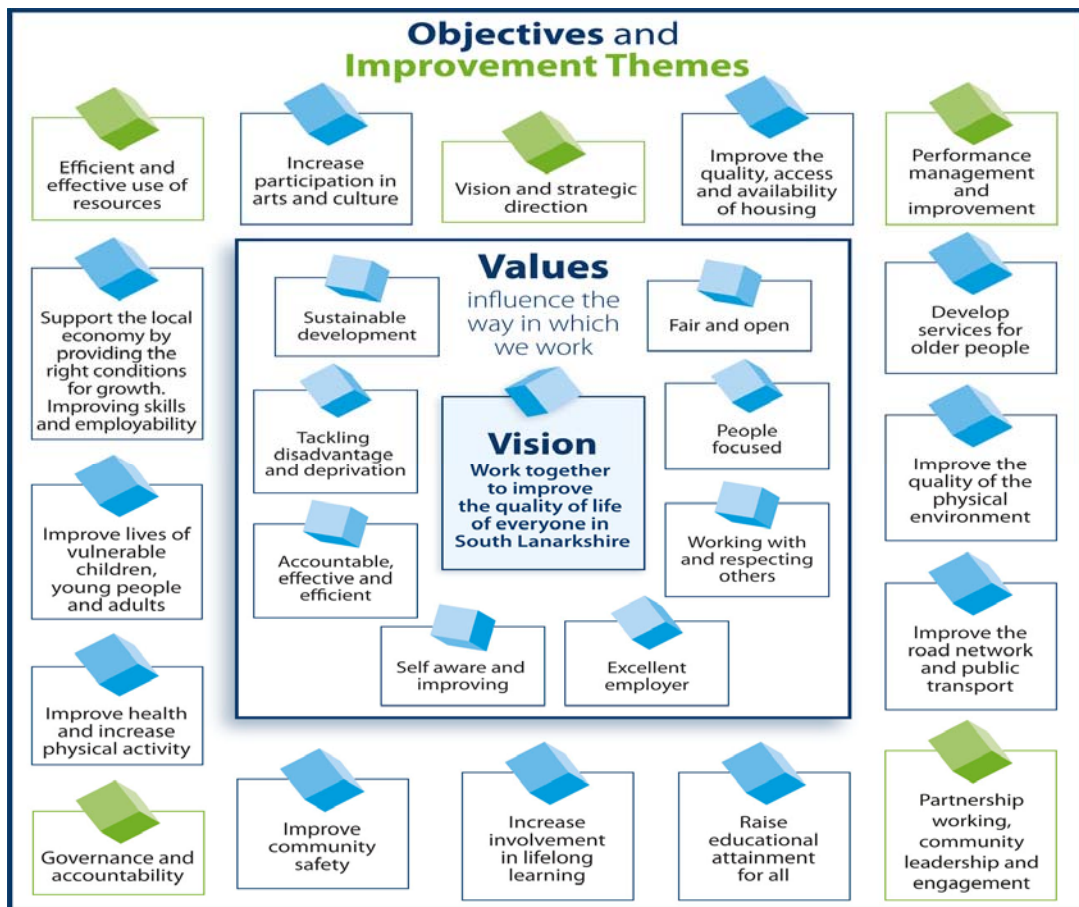 Objectives and
Improvement Themes
Efficient and
effective use of
resources
Increase
participation in
arts and culture
Vision and strategic
direction
Improve the
quality, access
and availability
of housing
Performance
management
and
improvement
Support the local
economy by
providing the
right conditions
for growth.
Improving skills
and employability
Values
influence the
way in which
we work
Sustainable
development
Fair and open
Develop
services for
older people
Tackling
disadvantage
and deprivation
Vision
Work together
to improve
the quality of life
of everyone in
South Lanarkshire
People
focused
Improve the
quality of the
physical
environment
Improve lives of
vulnerable
children,
young people
and adults
Accountable,
effective and
efficient
Working with
and respecting
others
Self aware and
improving
Excellent
employer
Improve the
road network
and public
transport
Improve health
and increase
physical activity
Governance and
accountability
Improve
community
safety
Increase
involvement
in lifelong
learning
Raise
educational
attainment
for all
Partnership
working,
community
leadership and
engagement